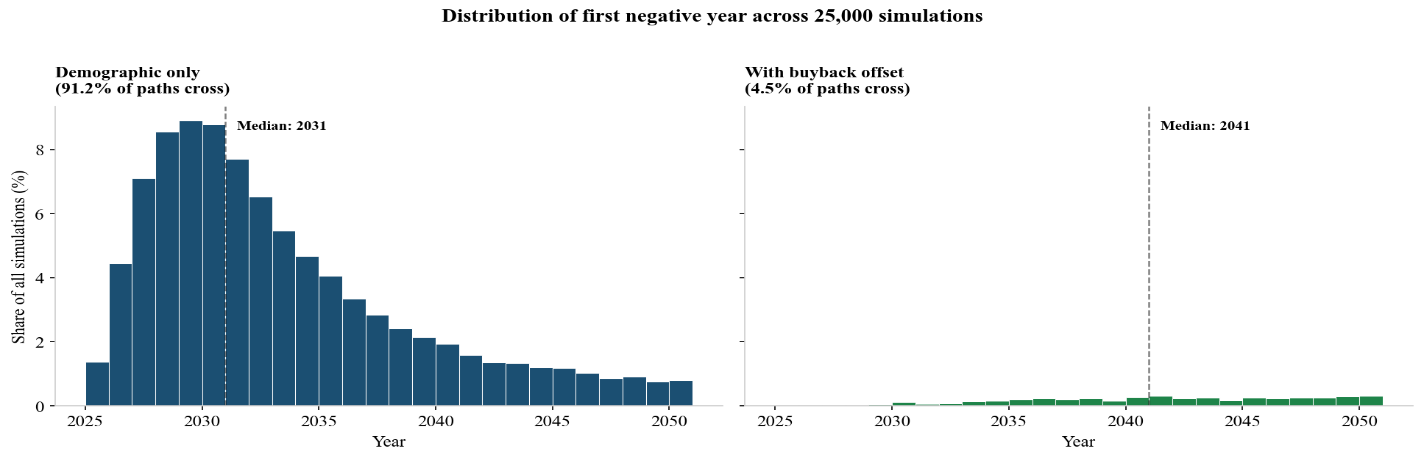 Distribution of first negative year across 25,000 simulations
Demographic only
(91.2% of paths cross)
Median: 2031
8
6
4
2
0
Share of all simulations (%)
2025
2030
2035
2040
2045
2050
Year
With buyback offset
(4.5% of paths cross)
Median: 2041
2025
2030
2035
2040
2045
2050
Year